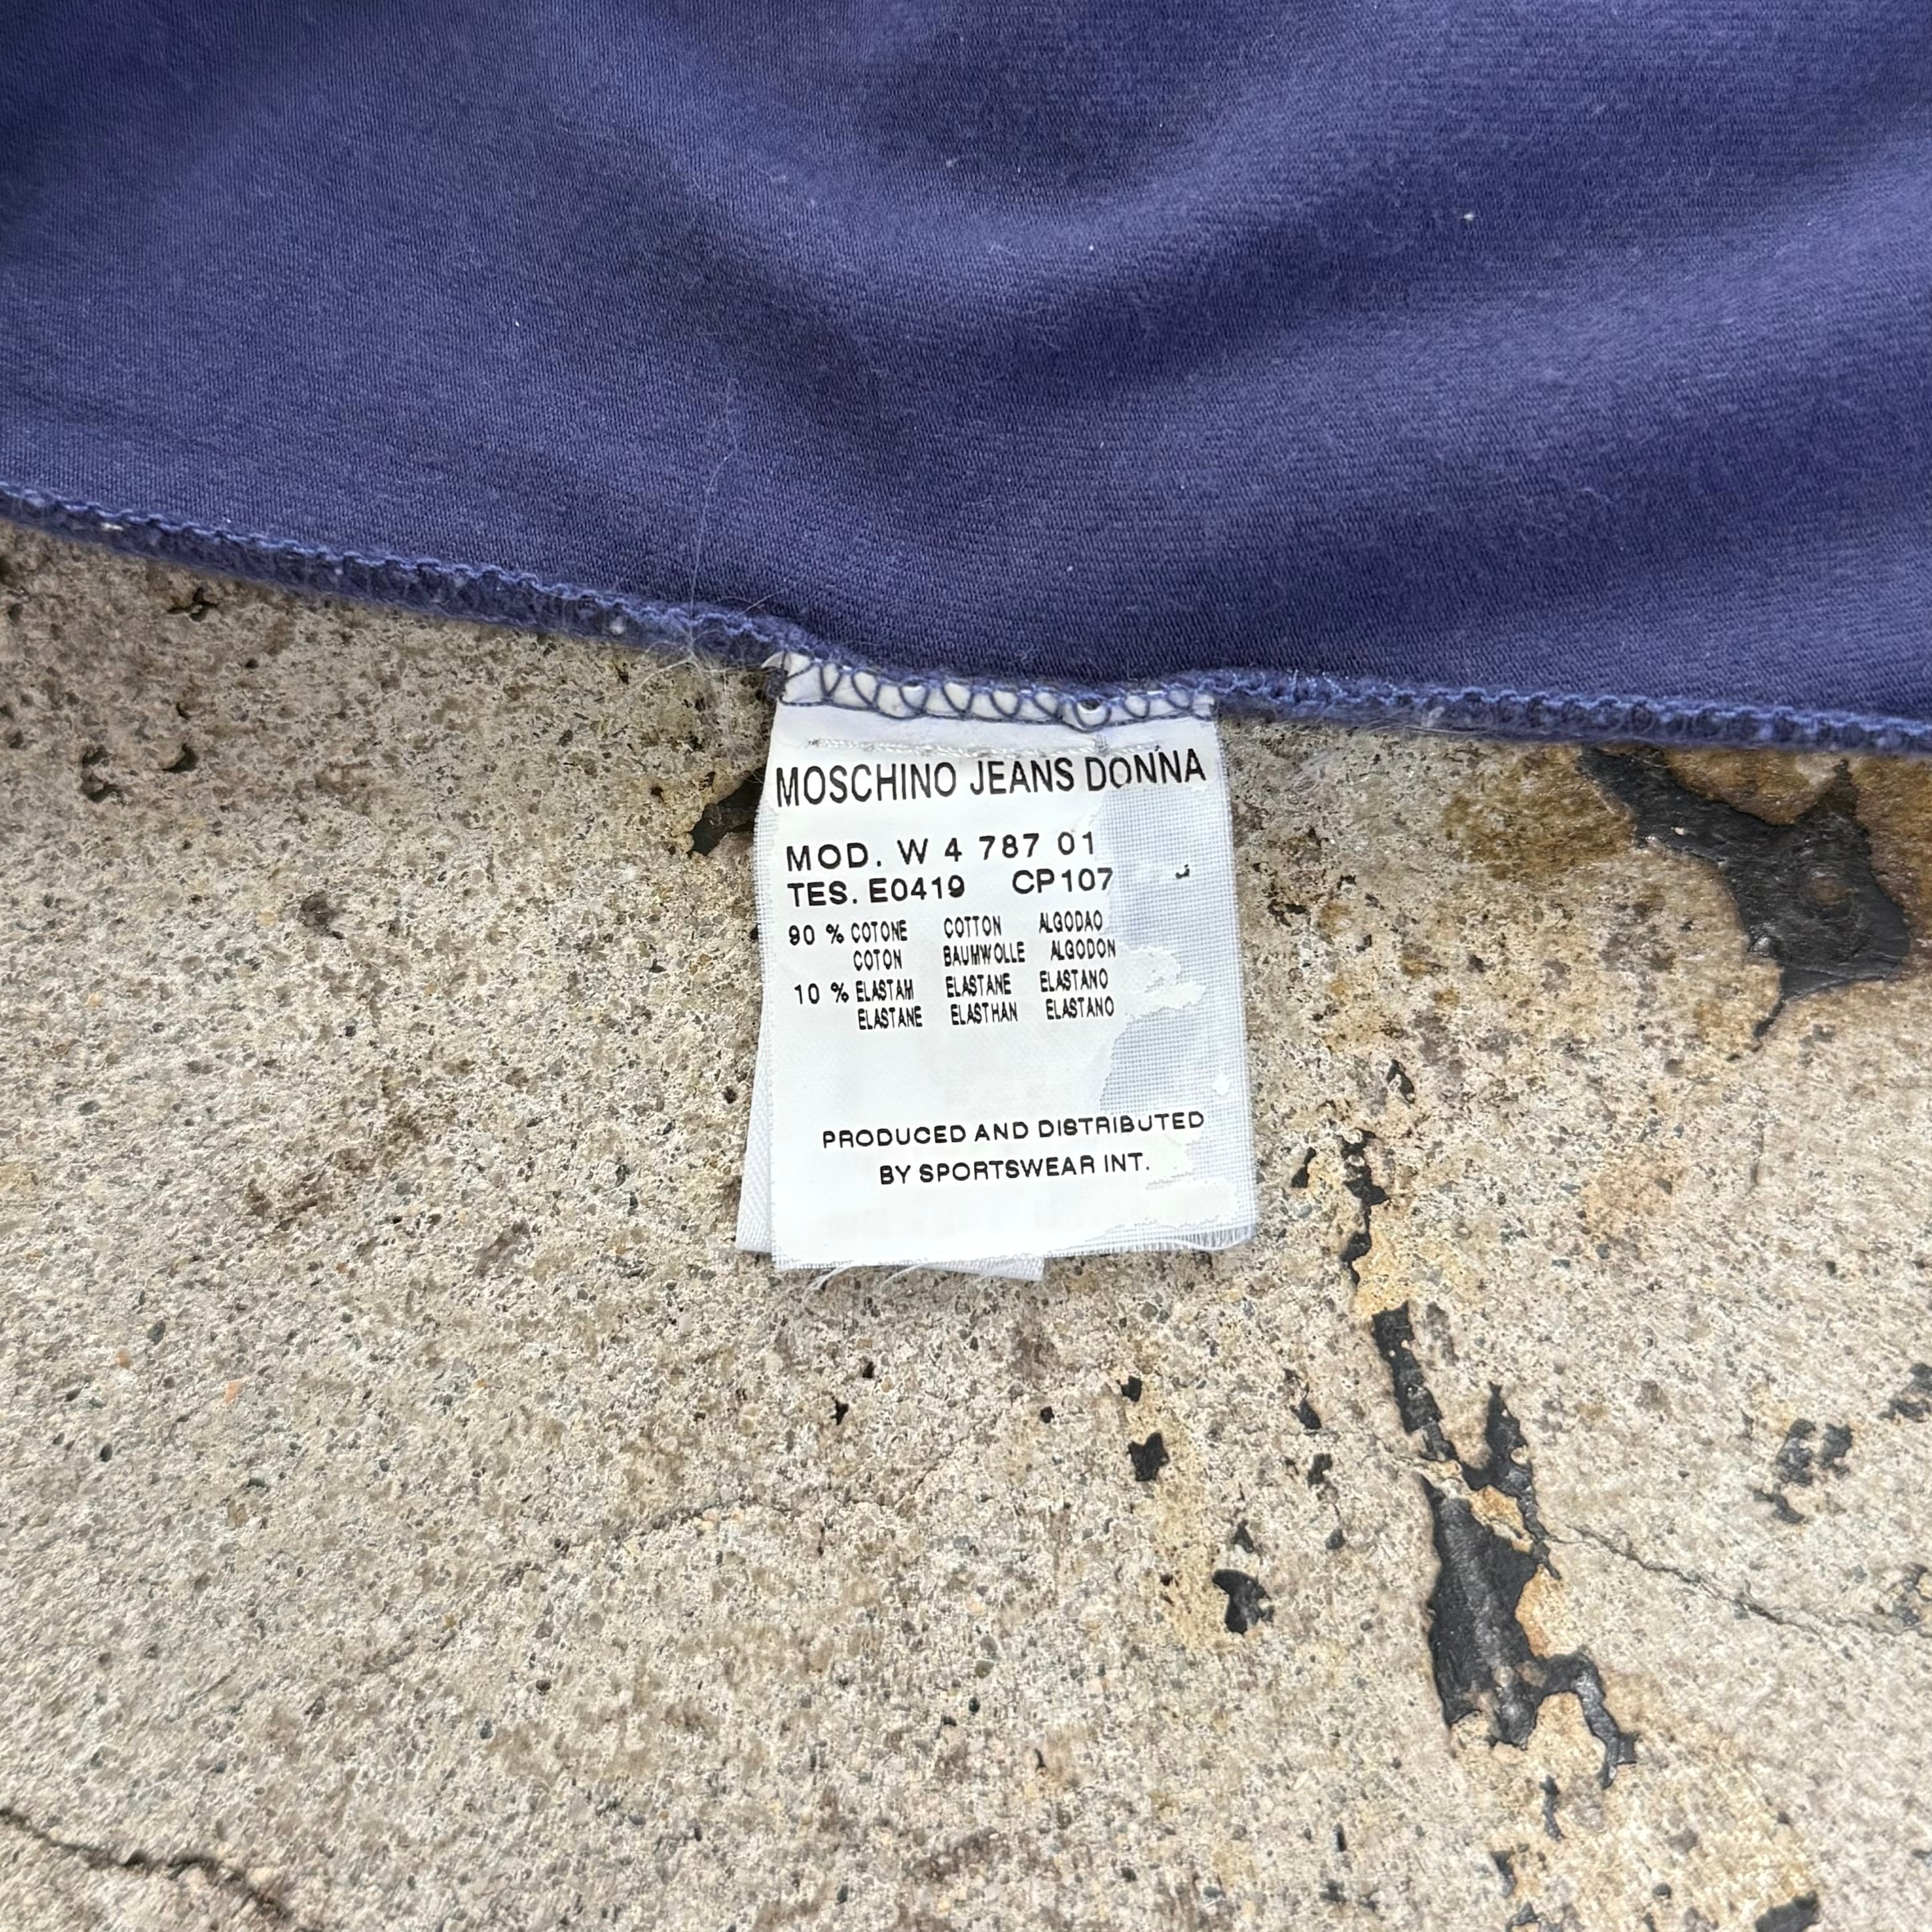 MOSCHINO JEANS DONNA
MOD. W 4 787 01
TES. E0419 CP107
90 % COTONE COTTON ALGODAO
COTON BAUMWOLLE ALGODON
10 % ELASTAM ELASTANE ELASTANO
ELASTANE ELASTHAN ELASTANO
PRODUCED AND DISTRIBUTED
BY SPORTSWEAR INT.